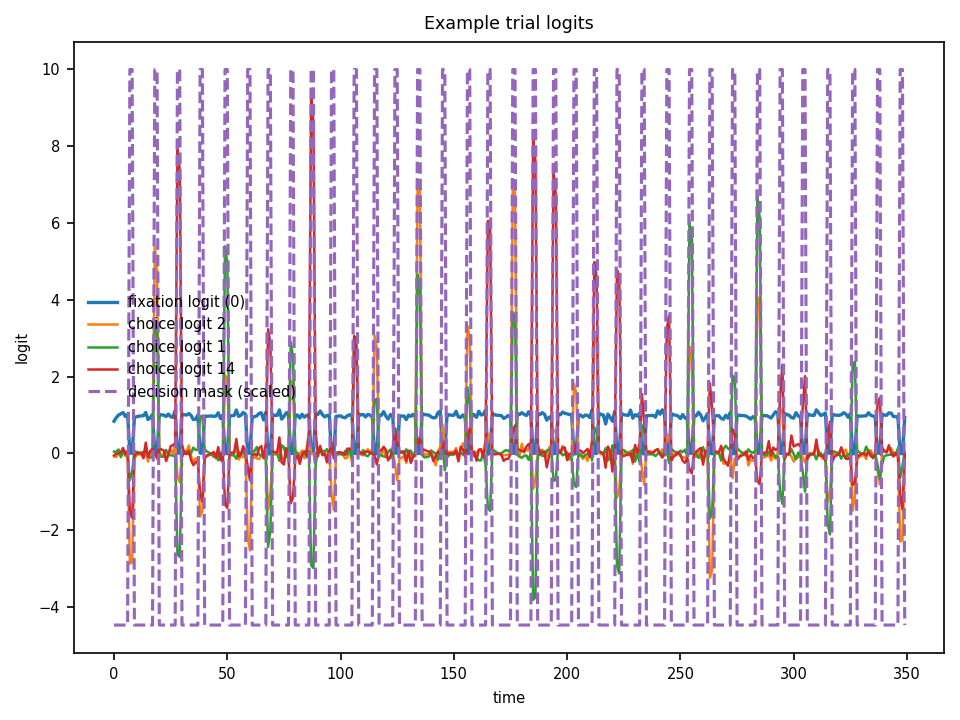 Example trial logits
10
8
6
4
2
0
−2
−4
logit
fixation logit (0)
choice logit 2
choice logit 1
choice logit 14
decision mask (scaled)
0
50
100
150
200
250
300
350
time